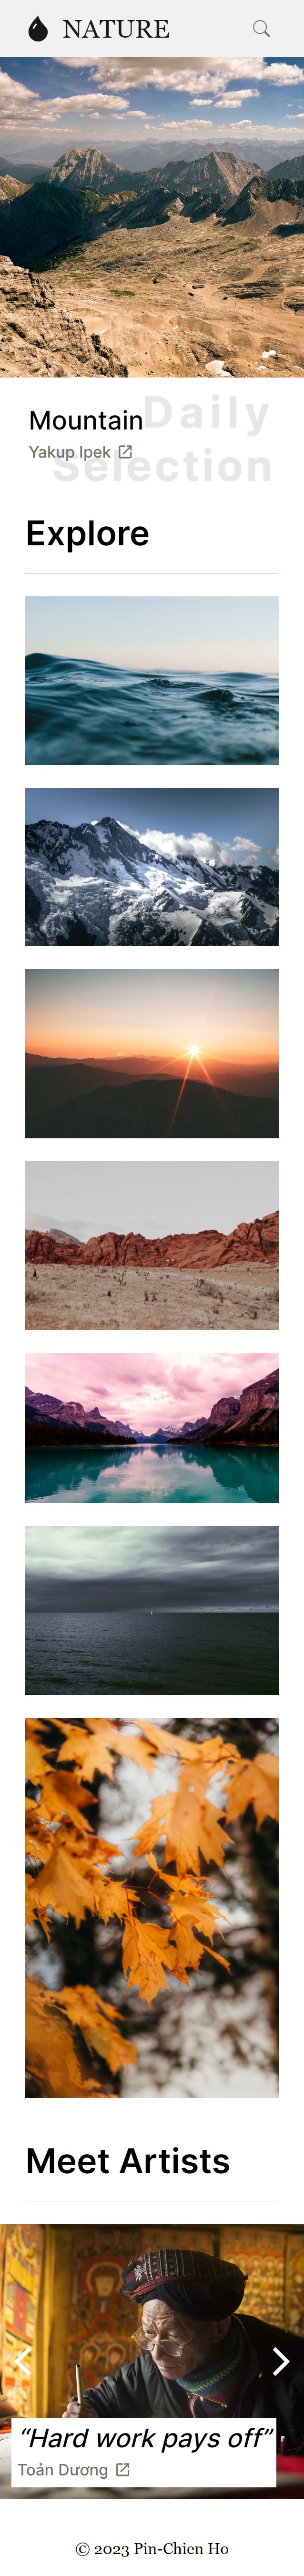 NATURE
Daily
Mountain
Yakup Ipek
Selection
Explore
Meet Artists
“Hard work pays off”
Toản Dương
© 2023 Pin-Chien Ho